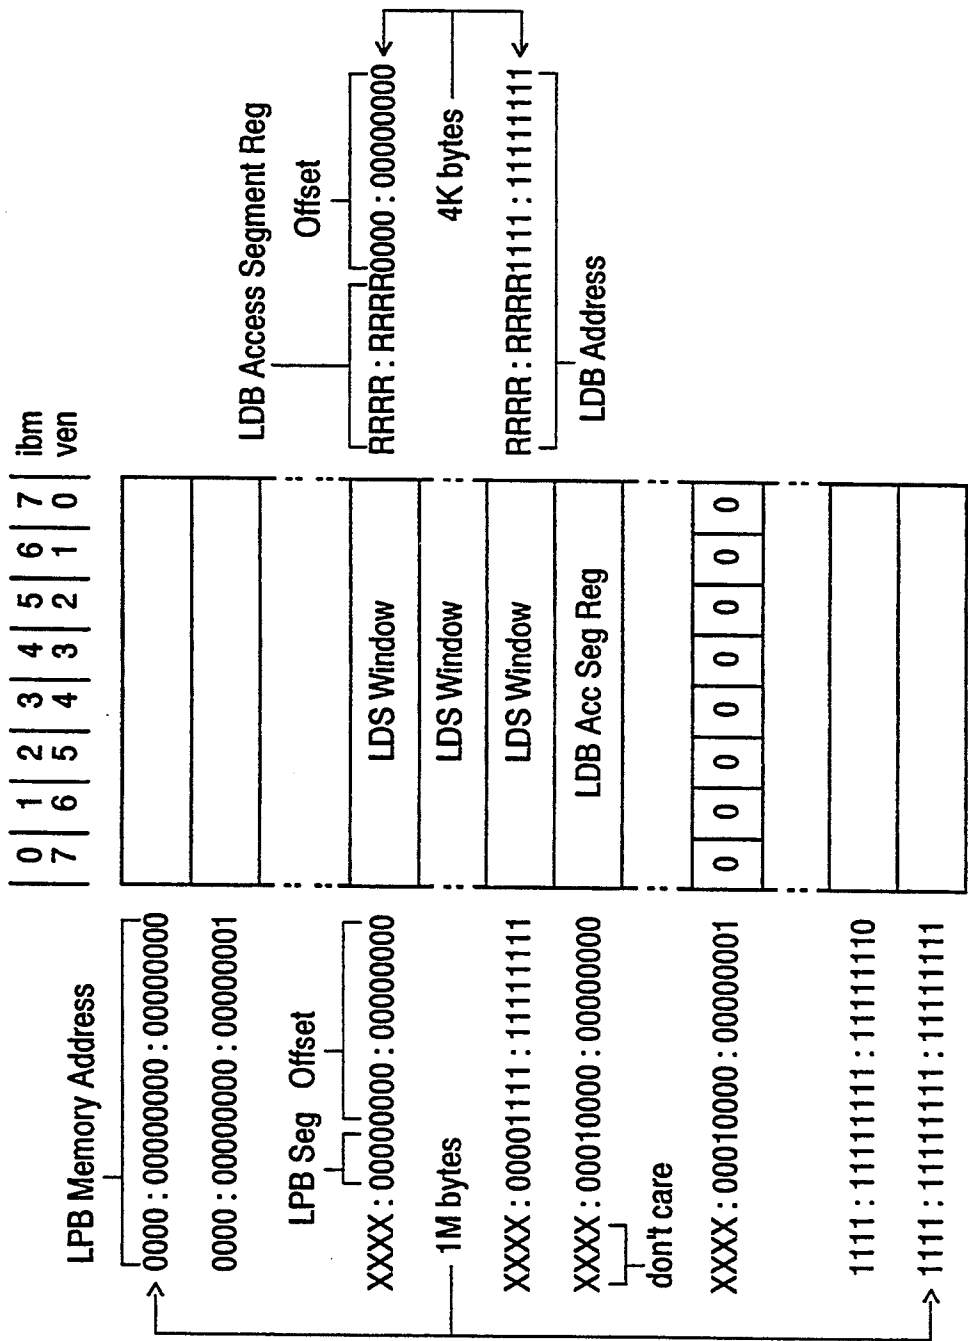 0 | 1 | 2 | 3 | 4 | 5 | 6 | 7 | ibm
7 | 6 | 5 | 4 | 3 | 2 | 1 | 0 | ven
LPB Memory Address
0000 : 00000000 : 00000000
0000 : 00000000 : 00000001
LPB Seg Offset
XXXX : 00000000 : 00000000
LDS Window
1M bytes
LDS Window
XXXX : 00001111 : 11111111
LDS Window
XXXX : 00010000 : 00000000
LDB Acc Seg Reg
don't care
XXXX : 00010000 : 00000001
0 0 0 0 0 0 0 0
1111 : 11111111 : 11111110
1111 : 11111111 : 11111111
LDB Access Segment Reg
Offset
RRRR : RRRR0000 : 00000000
4K bytes
RRRR : RRRR1111 : 11111111
LDB Address